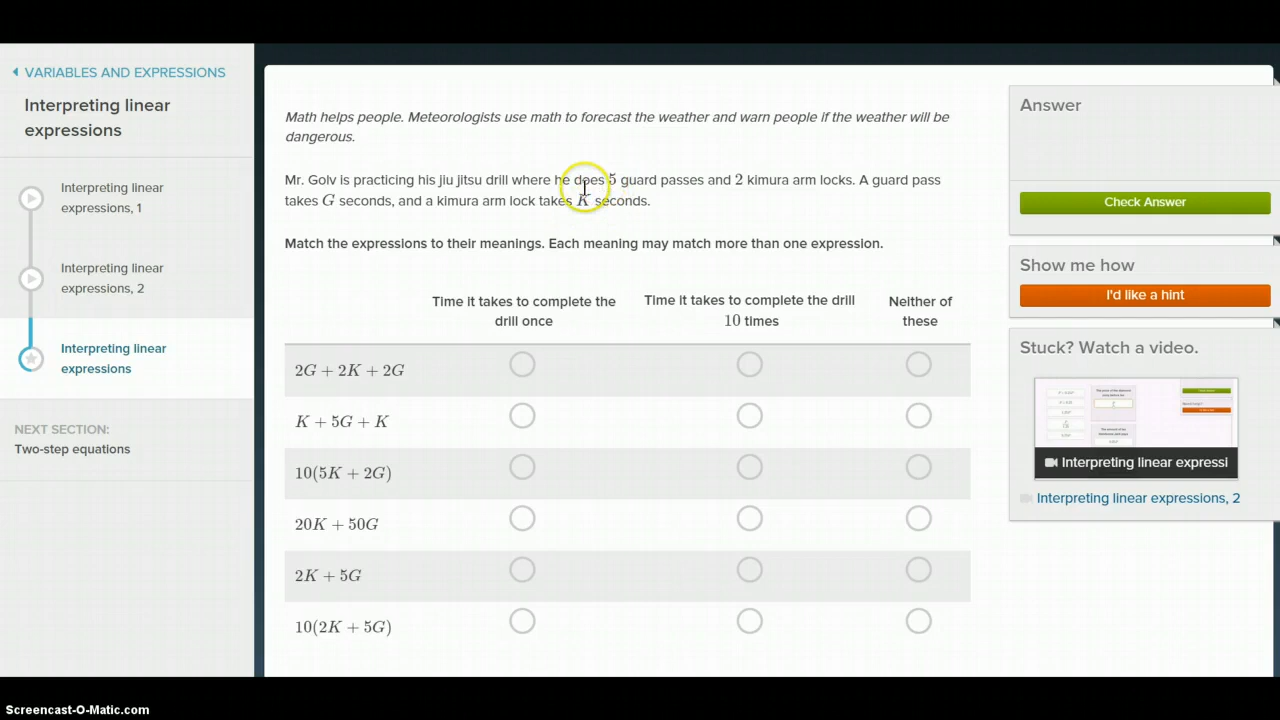 VARIABLES AND EXPRESSIONS
Interpreting linear
expressions
Interpreting linear
expressions, 1
Interpreting linear
expressions, 2
Interpreting linear
expressions
NEXT SECTION:
Two-step equations
Math helps people. Meteorologists use math to forecast the weather and warn people if the weather will be
dangerous.
Mr. Golv is practicing his jiu jitsu drill where he does 5 guard passes and 2 kimura arm locks. A guard pass
takes G seconds, and a kimura arm lock takes K seconds.
Match the expressions to their meanings. Each meaning may match more than one expression.
Time it takes to complete the
drill once
Time it takes to complete the drill
10 times
Neither of
these
2G + 2K + 2G
K + 5G + K
10(5K + 2G)
20K + 50G
2K + 5G
10(2K + 5G)
Answer
Check Answer
Show me how
I'd like a hint
Stuck? Watch a video.
Interpreting linear expressi
Interpreting linear expressions, 2
Screencast-O-Matic.com